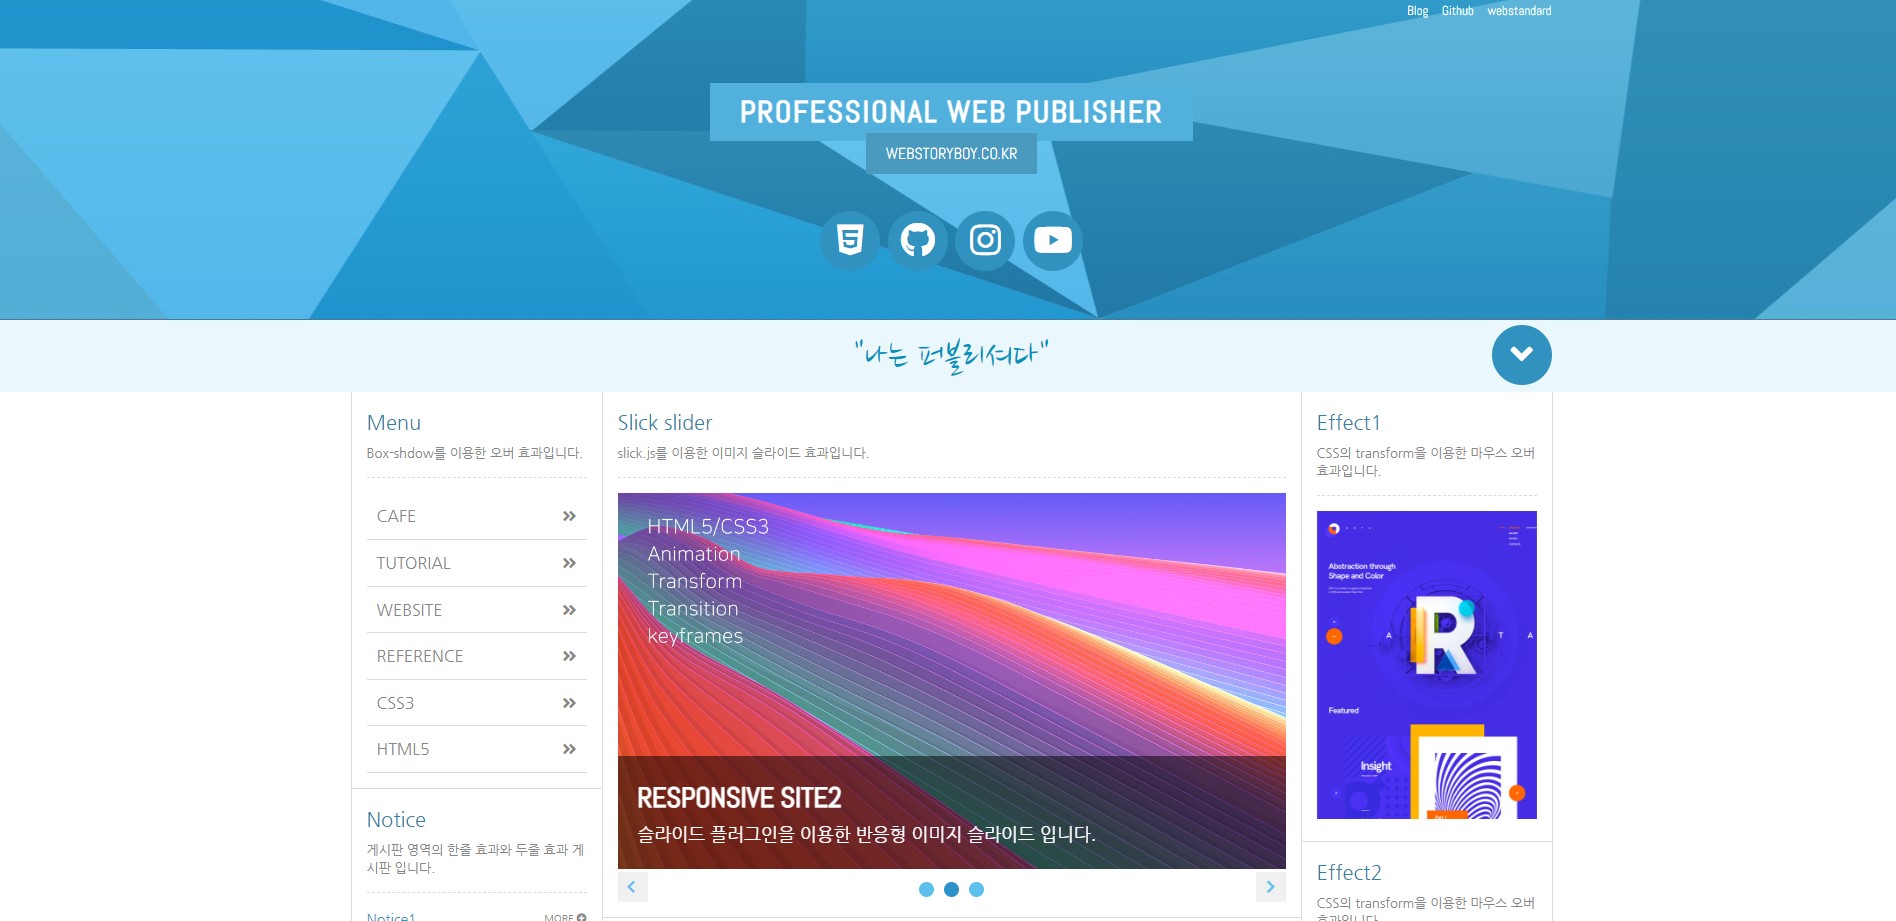 Blog Github webstandard
PROFESSIONAL WEB PUBLISHER
WEBSTORYBOY.CO.KR
"나는 퍼블리셔다"
Menu
Box-shdow를 이용한 오버 효과입니다.
CAFE
TUTORIAL
WEBSITE
REFERENCE
CSS3
HTML5
Notice
게시판 영역의 한줄 효과와 두줄 효과 게
시판 입니다.
Notice1 MORE
Slick slider
slick.js를 이용한 이미지 슬라이드 효과입니다.
HTML5/CSS3
Animation
Transform
Transition
keyframes
RESPONSIVE SITE2
슬라이드 플러그인을 이용한 반응형 이미지 슬라이드 입니다.
Effect1
CSS의 transform을 이용한 마우스 오버
효과입니다.
Abstraction through
Shape and Color
A R T A
Featured
Insight
Effect2
CSS의 transform을 이용한 마우스 오버
효과입니다.